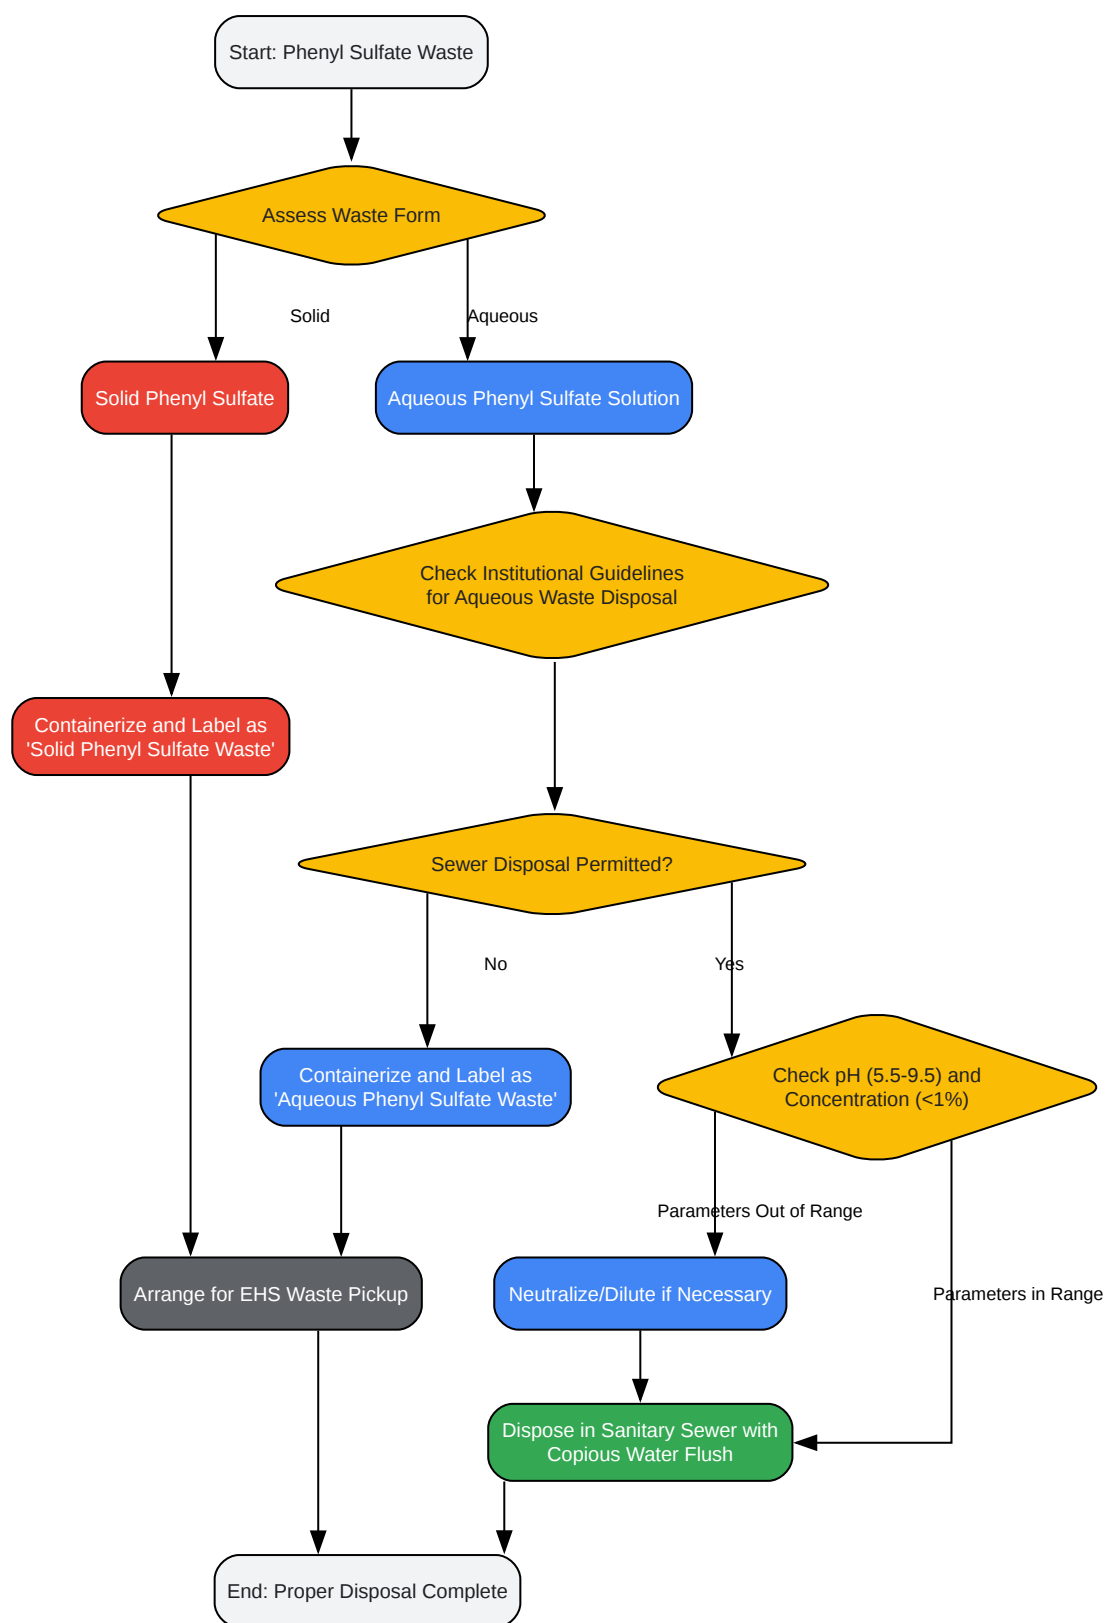 Start: Phenyl Sulfate Waste
Assess Waste Form
Solid
Aqueous
Solid Phenyl Sulfate
Aqueous Phenyl Sulfate Solution
Check Institutional Guidelines
for Aqueous Waste Disposal
Containerize and Label as
'Solid Phenyl Sulfate Waste'
Sewer Disposal Permitted?
No
Yes
Containerize and Label as
'Aqueous Phenyl Sulfate Waste'
Check pH (5.5-9.5) and
Concentration (<1%)
Parameters Out of Range
Arrange for EHS Waste Pickup
Neutralize/Dilute if Necessary
Parameters in Range
Dispose in Sanitary Sewer with
Copious Water Flush
End: Proper Disposal Complete